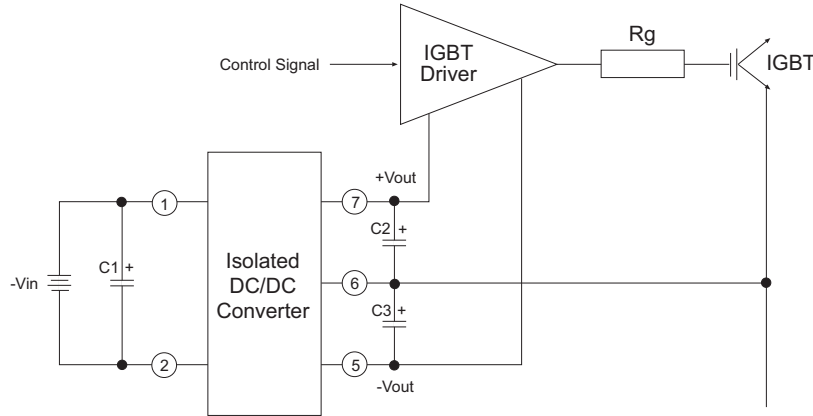 Rg
IGBT
Driver
IGBT
Control Signal
+Vout
1
7
C2 +
C1 +
Isolated
DC/DC
Converter
-Vin
6
C3 +
2
5
-Vout